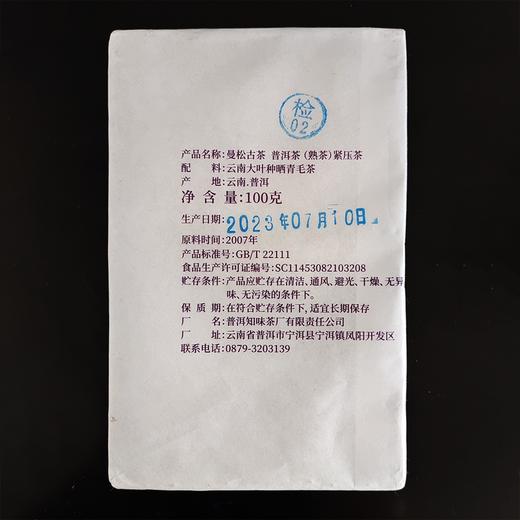 检
02
产品名称:曼松古茶 普洱茶(熟茶)紧压茶
配 料:云南大叶种晒青毛茶
产 地:云南.普洱
净 含 量:100克
生产日期:2023年07月10日
原料时间:2007年
产品标准号:GB/T 22111
食品生产许可证编号:SC11453082103208
贮存条件:产品应贮存在清洁、通风、避光、干燥、无异
味、无污染的条件下。
保 质 期:在符合贮存条件下,适宜长期保存
厂 名:普洱知味茶厂有限责任公司
厂 址:云南省普洱市宁洱县宁洱镇凤阳开发区
联系电话:0879-3203139